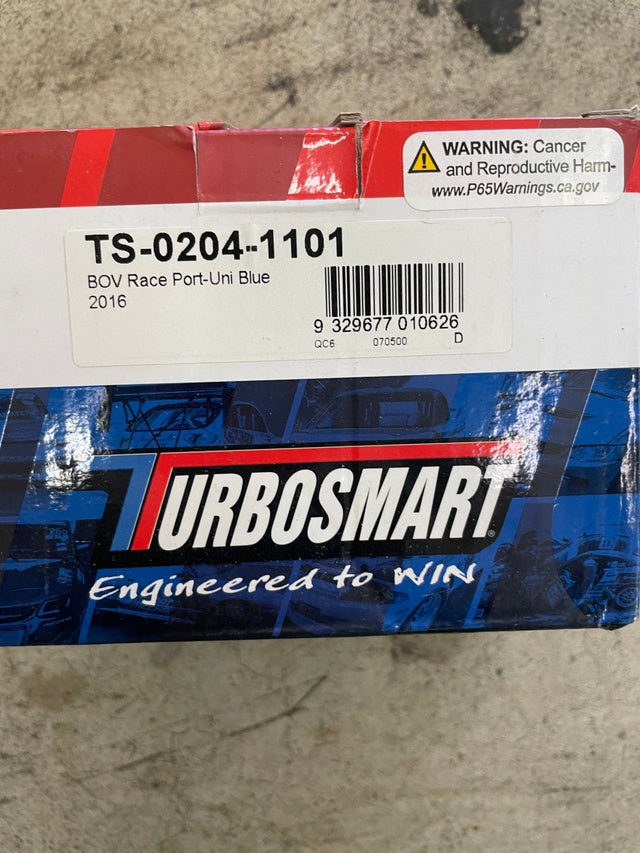 WARNING: Cancer
and Reproductive Harm-
www.P65Warnings.ca.gov
TS-0204-1101
BOV Race Port-Uni Blue
2016
9 329677 010626
QC6 070500 D
TURBOSMART®
Engineered to WIN